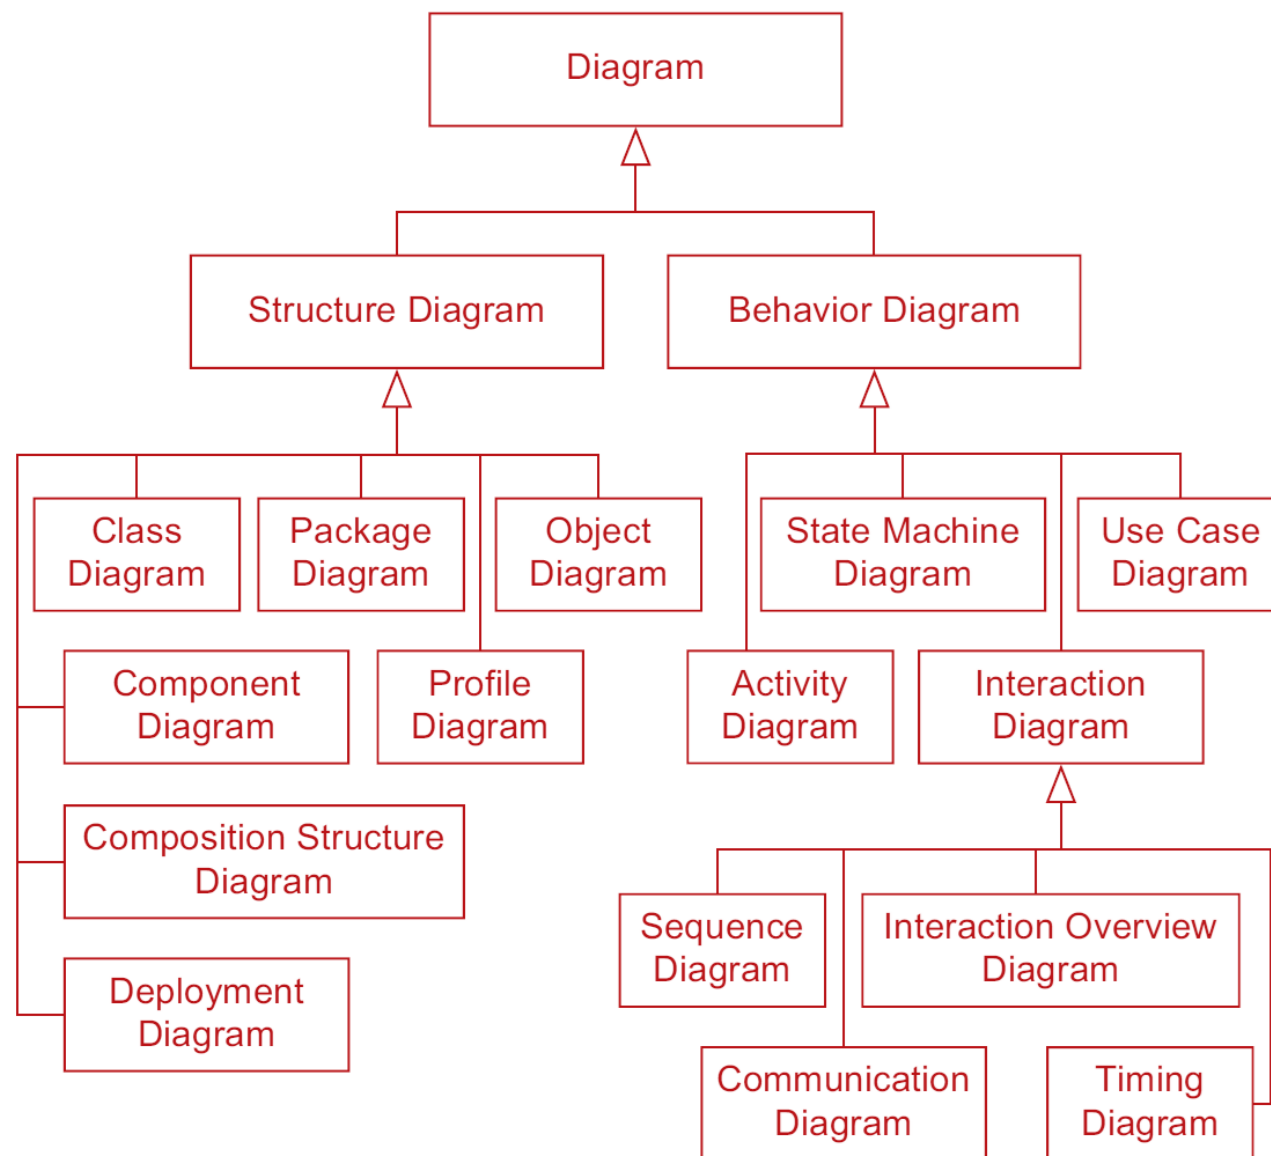 Diagram
Structure Diagram
Behavior Diagram
Class
Diagram
Package
Diagram
Object
Diagram
State Machine
Diagram
Use Case
Diagram
Component
Diagram
Profile
Diagram
Activity
Diagram
Interaction
Diagram
Composition Structure
Diagram
Sequence
Diagram
Interaction Overview
Diagram
Deployment
Diagram
Communication
Diagram
Timing
Diagram